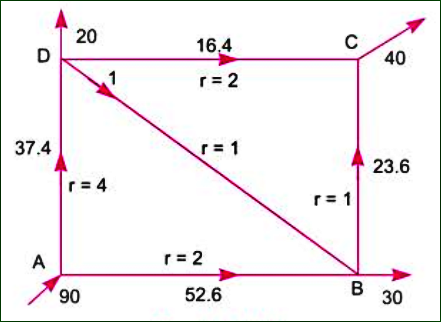 20
D
16.4
C
40
1
r = 2
37.4
r = 1
23.6
r = 4
r = 1
A
r = 2
B
90
52.6
30